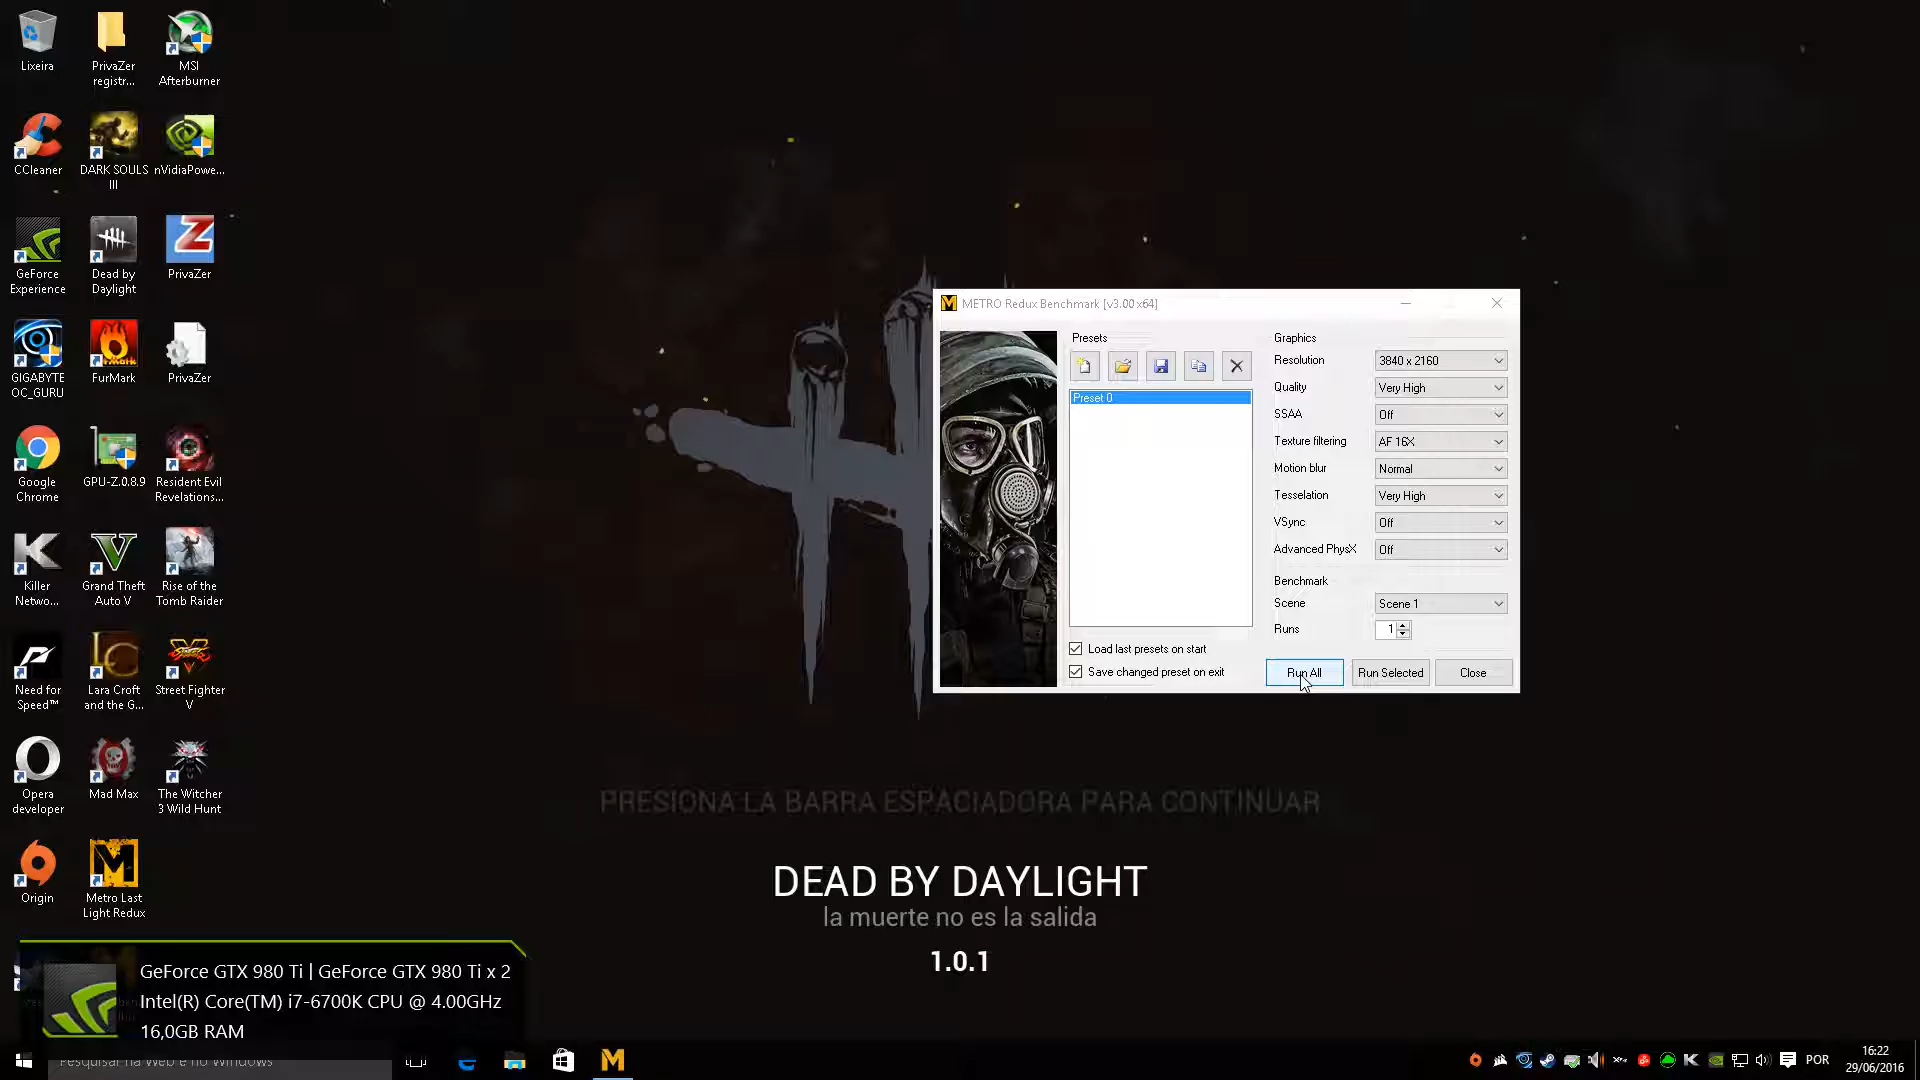 Lixeira
PrivaZer
registr...
MSI
Afterburner
CCleaner
DARK SOULS
III
nVidiaPowe...
GeForce
Experience
Dead by
Daylight
PrivaZer
GIGABYTE
OC_GURU
FurMark
PrivaZer
Google
Chrome
GPU-Z.0.8.9
Resident Evil
Revelations...
Killer
Netwo...
Grand Theft
Auto V
Rise of the
Tomb Raider
Need for
Speed™
Lara Croft
and the G...
Street Fighter
V
Opera
developer
Mad Max
The Witcher
3 Wild Hunt
Origin
Metro Last
Light Redux
METRO Redux Benchmark [v3.00 x64]
Presets
Preset 0
Load last presets on start
Save changed preset on exit
Graphics
Resolution 3840 x 2160
Quality Very High
SSAA Off
Texture filtering AF 16X
Motion blur Normal
Tesselation Very High
VSync Off
Advanced PhysX Off
Benchmark
Scene Scene 1
Runs 1
Run All Run Selected Close
PRESIONA LA BARRA ESPACIADORA PARA CONTINUAR
DEAD BY DAYLIGHT
la muerte no es la salida
1.0.1
GeForce GTX 980 Ti | GeForce GTX 980 Ti x 2
Intel(R) Core(TM) i7-6700K CPU @ 4.00GHz
16,0GB RAM
Pesquisar na Web e no Windows
POR
16:22
29/06/2016